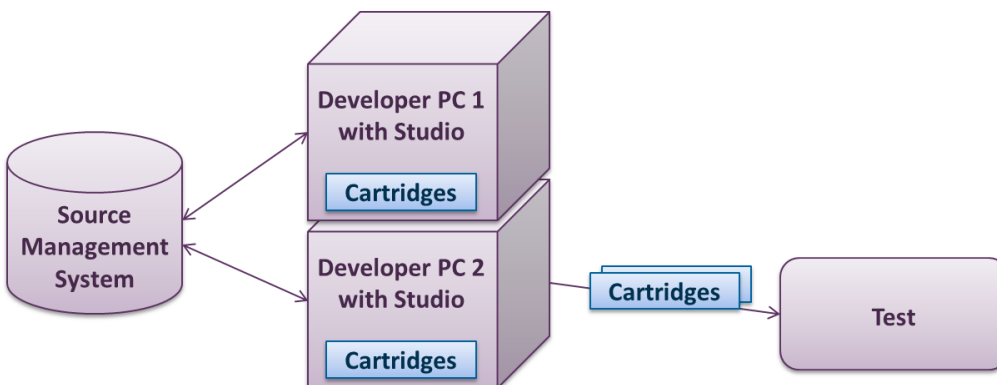 Source
Management
System
Developer PC 1
with Studio
Cartridges
Developer PC 2
with Studio
Cartridges
Cartridges
Test